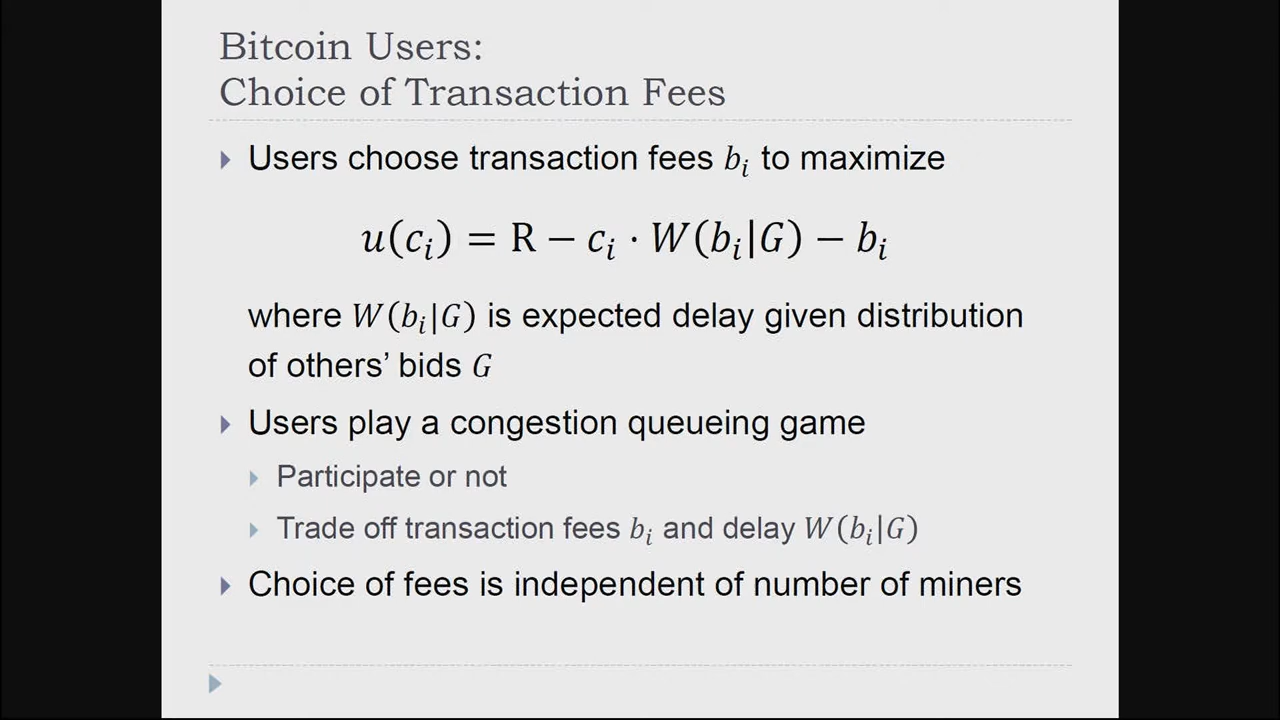 Bitcoin Users:
Choice of Transaction Fees
Users choose transaction fees 𝑏ᵢ to maximize
𝑢(𝑐ᵢ) = R − 𝑐ᵢ · 𝑊(𝑏ᵢ|𝐺) − 𝑏ᵢ
where 𝑊(𝑏ᵢ|𝐺) is expected delay given distribution
of others’ bids 𝐺
Users play a congestion queueing game
Participate or not
Trade off transaction fees 𝑏ᵢ and delay 𝑊(𝑏ᵢ|𝐺)
Choice of fees is independent of number of miners